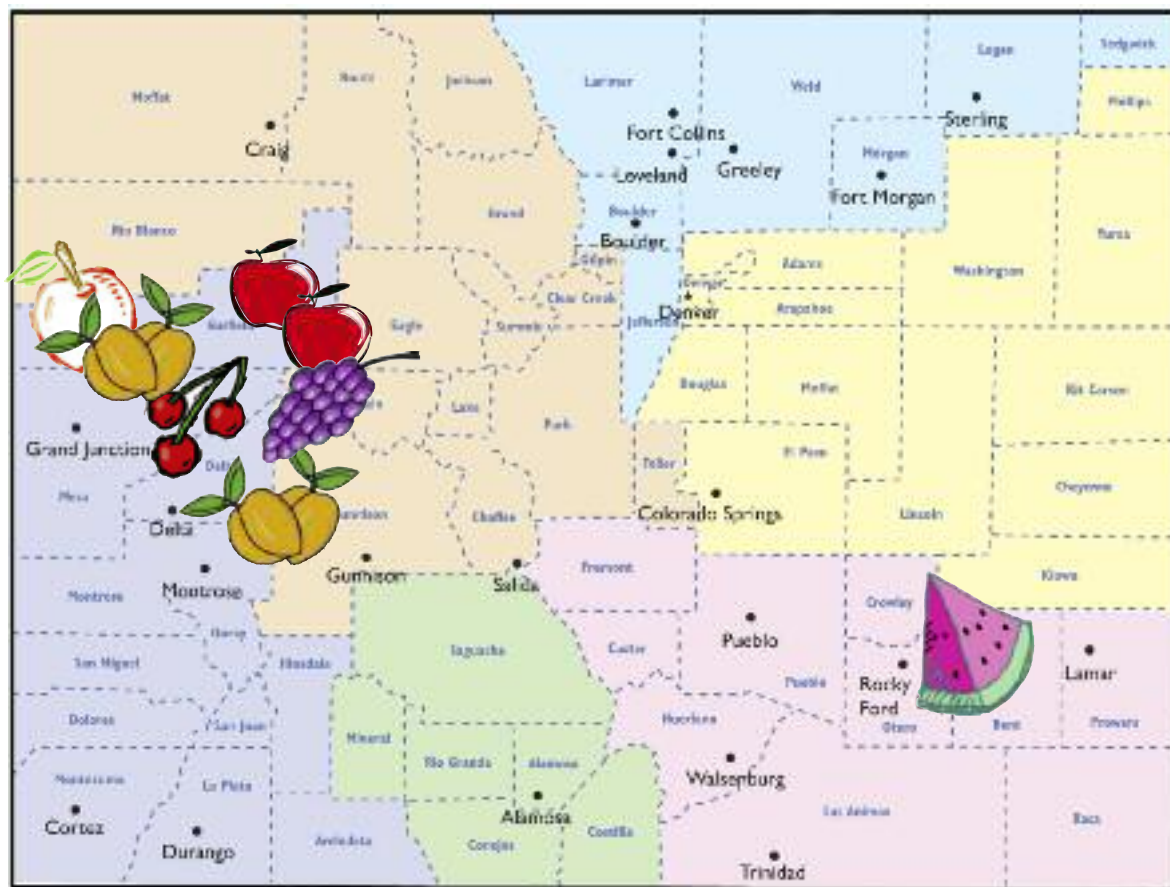 Moffat
Routt
Jackson
Larimer
Weld
Logan
Sedgwick
Phillips
Craig
Fort Collins
Sterling
Loveland
Greeley
Morgan
Fort Morgan
Rio Blanco
Grand
Boulder
Boulder
Gilpin
Adams
Washington
Yuma
Clear Creek
Denver
Arapahoe
Garfield
Eagle
Summit
Jefferson
Douglas
Moffat
Kit Carson
Lake
Park
Grand Junction
Delta
Teller
El Paso
Mesa
Cheyenne
Delta
Chaffee
Colorado Springs
Lincoln
Gunnison
Salida
Fremont
Kiowa
Montrose
Montrose
Crowley
Ouray
Pueblo
San Miguel
Hinsdale
Saguache
Custer
Pueblo
Rocky
Ford
Lamar
Dolores
San Juan
Huerfano
Otero
Bent
Prowers
Mineral
Rio Grande
Alamosa
Walsenburg
Montezuma
La Plata
Alamosa
Las Animas
Baca
Cortez
Durango
Archuleta
Conejos
Costilla
Trinidad